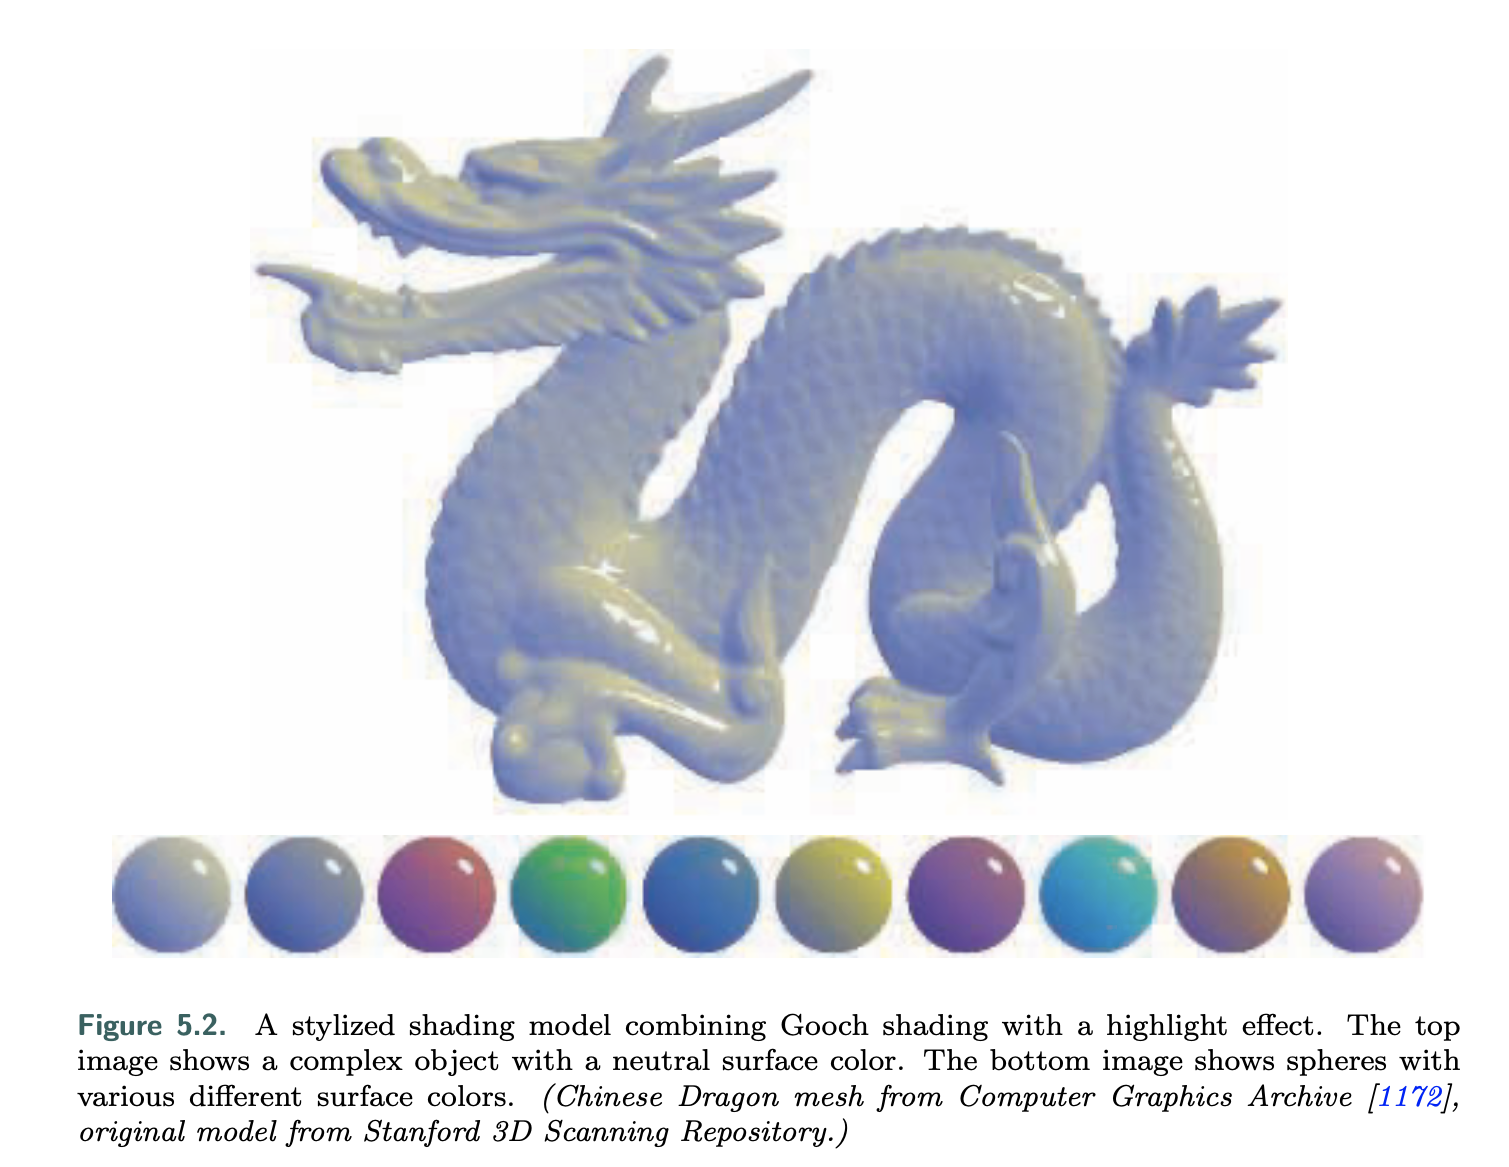 Figure 5.2. A stylized shading model combining Gooch shading with a highlight effect. The top
image shows a complex object with a neutral surface color. The bottom image shows spheres with
various different surface colors. (Chinese Dragon mesh from Computer Graphics Archive [1172],
original model from Stanford 3D Scanning Repository.)